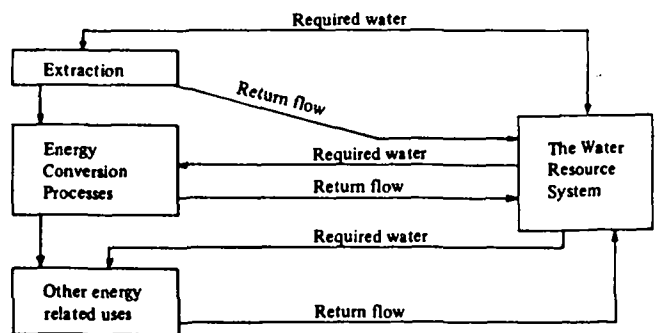 Required water
Extraction
Return flow
Energy
Conversion
Processes
Required water
Return flow
The Water
Resource
System
Required water
Other energy
related uses
Return flow